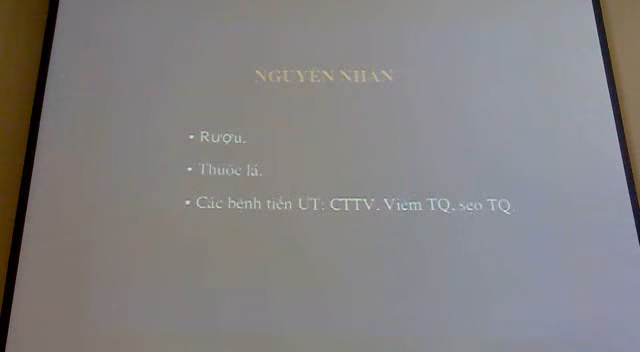 NGUYÊN NHÂN
• Rượu.
• Thuốc lá.
• Các bệnh tiền UT: CTTV, Viêm TQ, sẹo TQ.